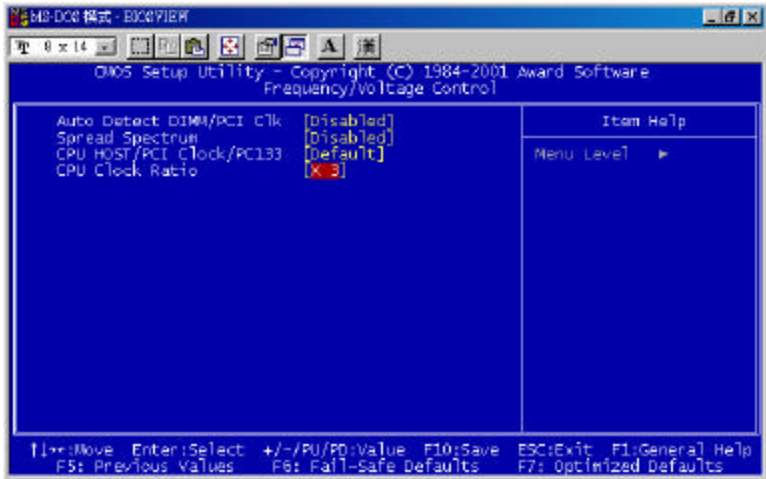 MS-DOS 模式 - BIOSVIEW
8 x 14
A 漢
CMOS Setup Utility - Copyright (C) 1984-2001 Award Software
Frequency/Voltage Control
Auto Detect DIMM/PCI Clk [Disabled]
Spread Spectrum [Disabled]
CPU HOST/PCI Clock/PC133 [Default]
CPU Clock Ratio [X 3]
Item Help
Menu Level ►
↑↓→←:Move Enter:Select +/-/PU/PD:Value F10:Save ESC:Exit F1:General Help
F5: Previous Values F6: Fail-Safe Defaults F7: Optimized Defaults